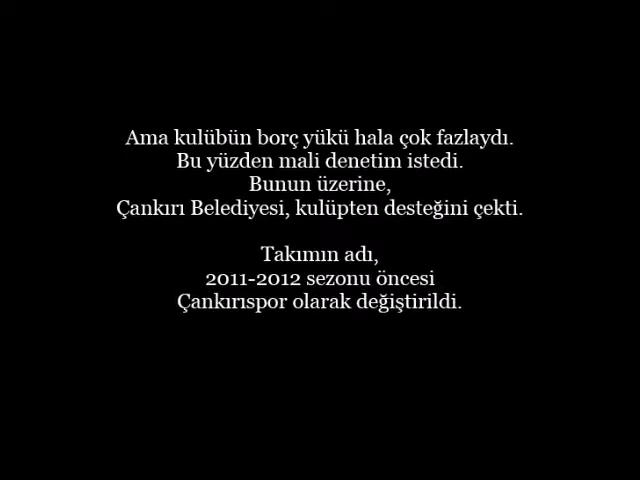 Ama kulübün borç yükü hala çok fazlaydı.
Bu yüzden mali denetim istedi.
Bunun üzerine,
Çankırı Belediyesi, kulüpten desteğini çekti.
Takımın adı,
2011-2012 sezonu öncesi
Çankırıspor olarak değiştirildi.